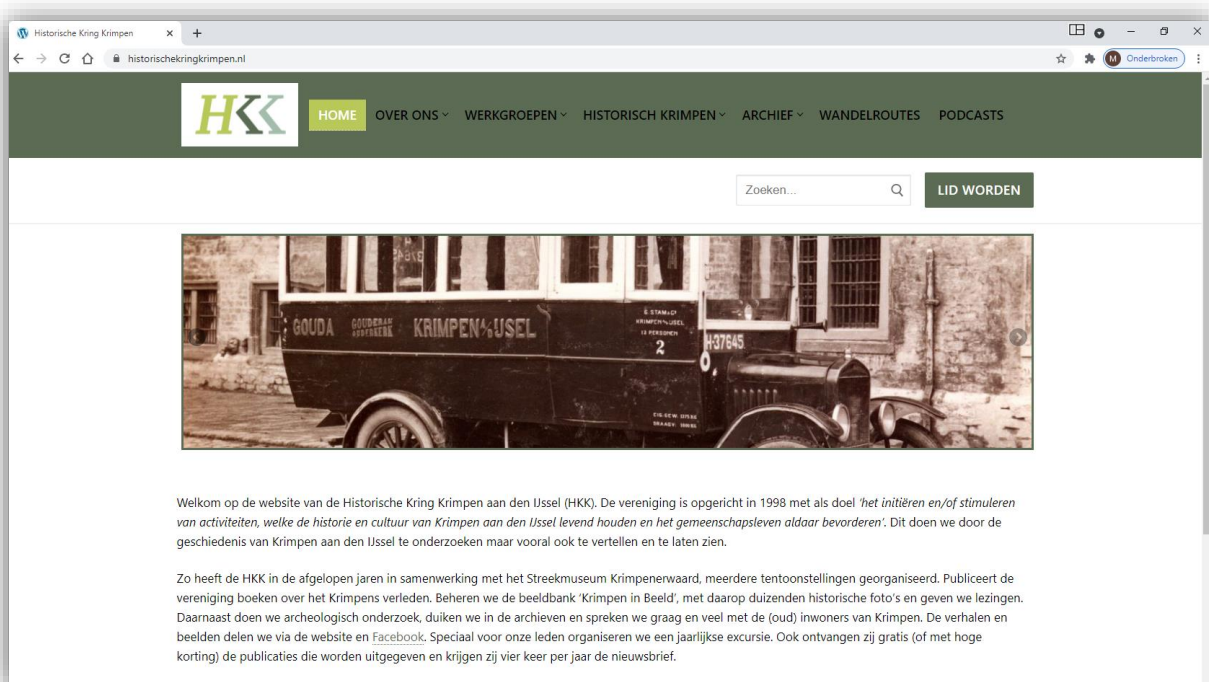 Historische Kring Krimpen
historischekringkrimpen.nl
M Onderbroken
HKK
HOME OVER ONS WERKGROEPEN HISTORISCH KRIMPEN ARCHIEF WANDELROUTES PODCASTS
Zoeken...
LID WORDEN
GOUDA GOUDERAK OUDERKERK KRIMPEN A/D IJSEL
G. STAM & Cº
KRIMPEN A/D IJSEL
13 PERSONEN
2
H-37645
Welkom op de website van de Historische Kring Krimpen aan den IJssel (HKK). De vereniging is opgericht in 1998 met als doel 'het initiëren en/of stimuleren
van activiteiten, welke de historie en cultuur van Krimpen aan den IJssel levend houden en het gemeenschapsleven aldaar bevorderen'. Dit doen we door de
geschiedenis van Krimpen aan den IJssel te onderzoeken maar vooral ook te vertellen en te laten zien.
Zo heeft de HKK in de afgelopen jaren in samenwerking met het Streekmuseum Krimpenerwaard, meerdere tentoonstellingen georganiseerd. Publiceert de
vereniging boeken over het Krimpens verleden. Beheren we de beeldbank 'Krimpen in Beeld', met daarop duizenden historische foto's en geven we lezingen.
Daarnaast doen we archeologisch onderzoek, duiken we in de archieven en spreken we graag en veel met de (oud) inwoners van Krimpen. De verhalen en
beelden delen we via de website en Facebook. Speciaal voor onze leden organiseren we een jaarlijkse excursie. Ook ontvangen zij gratis (of met hoge
korting) de publicaties die worden uitgegeven en krijgen zij vier keer per jaar de nieuwsbrief.